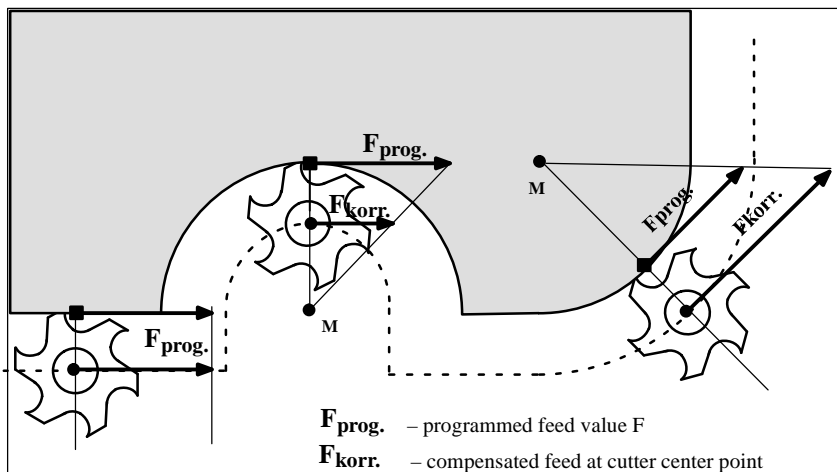 Fprog.
Fkorr.
M
M
Fprog.
Fkorr.
Fprog.
Fprog. – programmed feed value F
Fkorr. – compensated feed at cutter center point